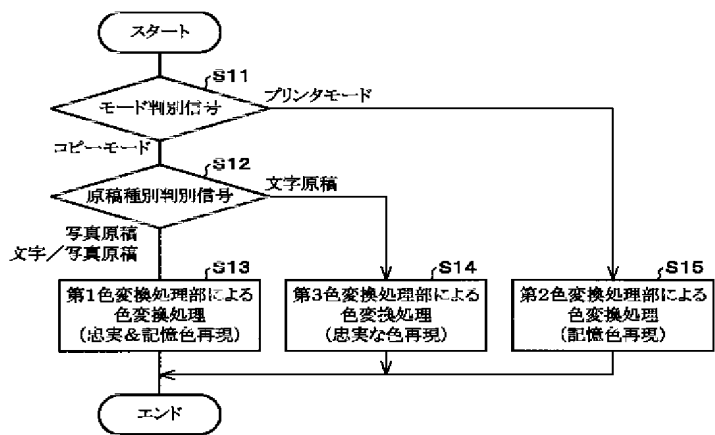 スタート
S11
モード判別信号
プリンタモード
コピーモード
S12
原稿種別判別信号
文字原稿
写真原稿
文字／写真原稿
S13
第1色変換処理部による
色変換処理
(忠実&記憶色再現)
S14
第3色変換処理部による
色変換処理
(忠実な色再現)
S15
第2色変換処理部による
色変換処理
(記憶色再現)
エンド